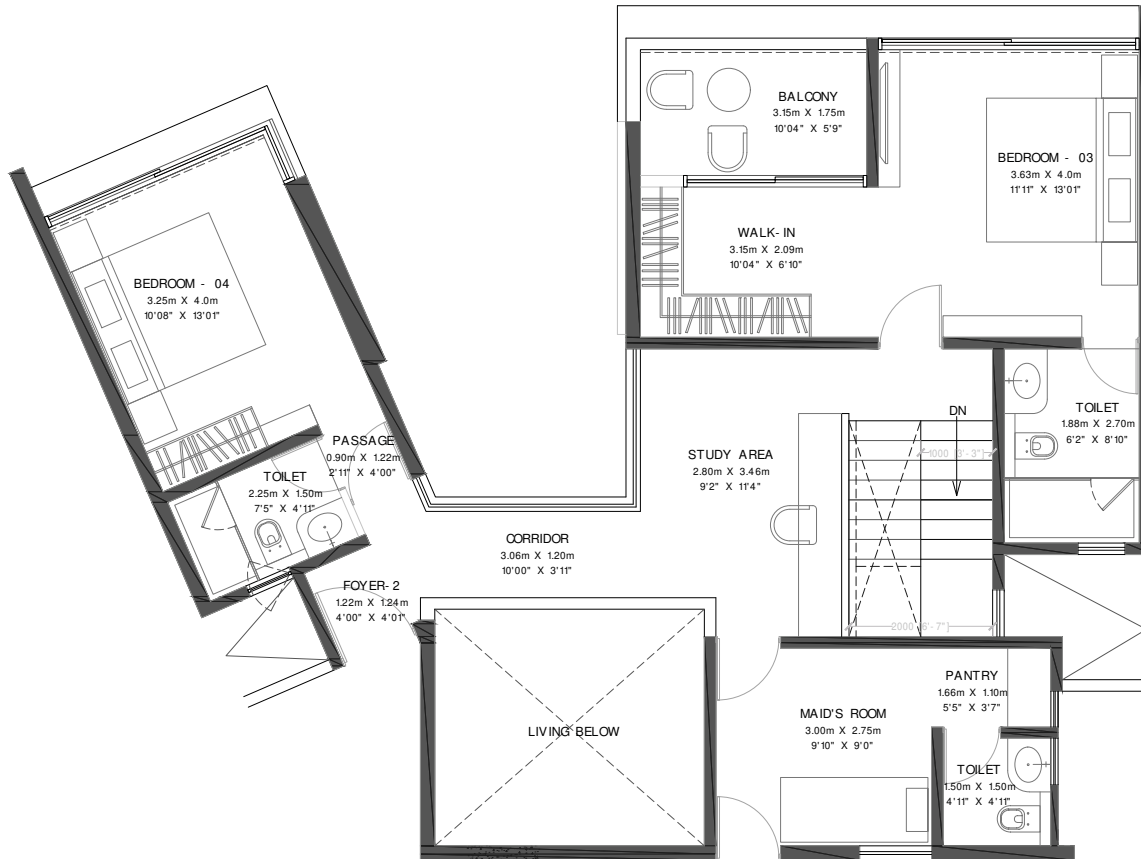 BALCONY
3.15m X 1.75m
10'04" X 5'9"
BEDROOM - 03
3.63m X 4.0m
11'11" X 13'01"
WALK-IN
3.15m X 2.09m
10'04" X 6'10"
BEDROOM - 04
3.25m X 4.0m
10'08" X 13'01"
TOILET
1.88m X 2.70m
6'2" X 8'10"
DN
1000 [3'-3"]
PASSAGE
0.90m X 1.22m
2'11" X 4'00"
STUDY AREA
2.80m X 3.46m
9'2" X 11'4"
TOILET
2.25m X 1.50m
7'5" X 4'11"
CORRIDOR
3.06m X 1.20m
10'00" X 3'11"
FOYER-2
1.22m X 1.24m
4'00" X 4'01"
2000 [6'-7"]
PANTRY
1.66m X 1.10m
5'5" X 3'7"
MAID'S ROOM
3.00m X 2.75m
9'10" X 9'0"
LIVING BELOW
TOILET
1.50m X 1.50m
4'11" X 4'11"